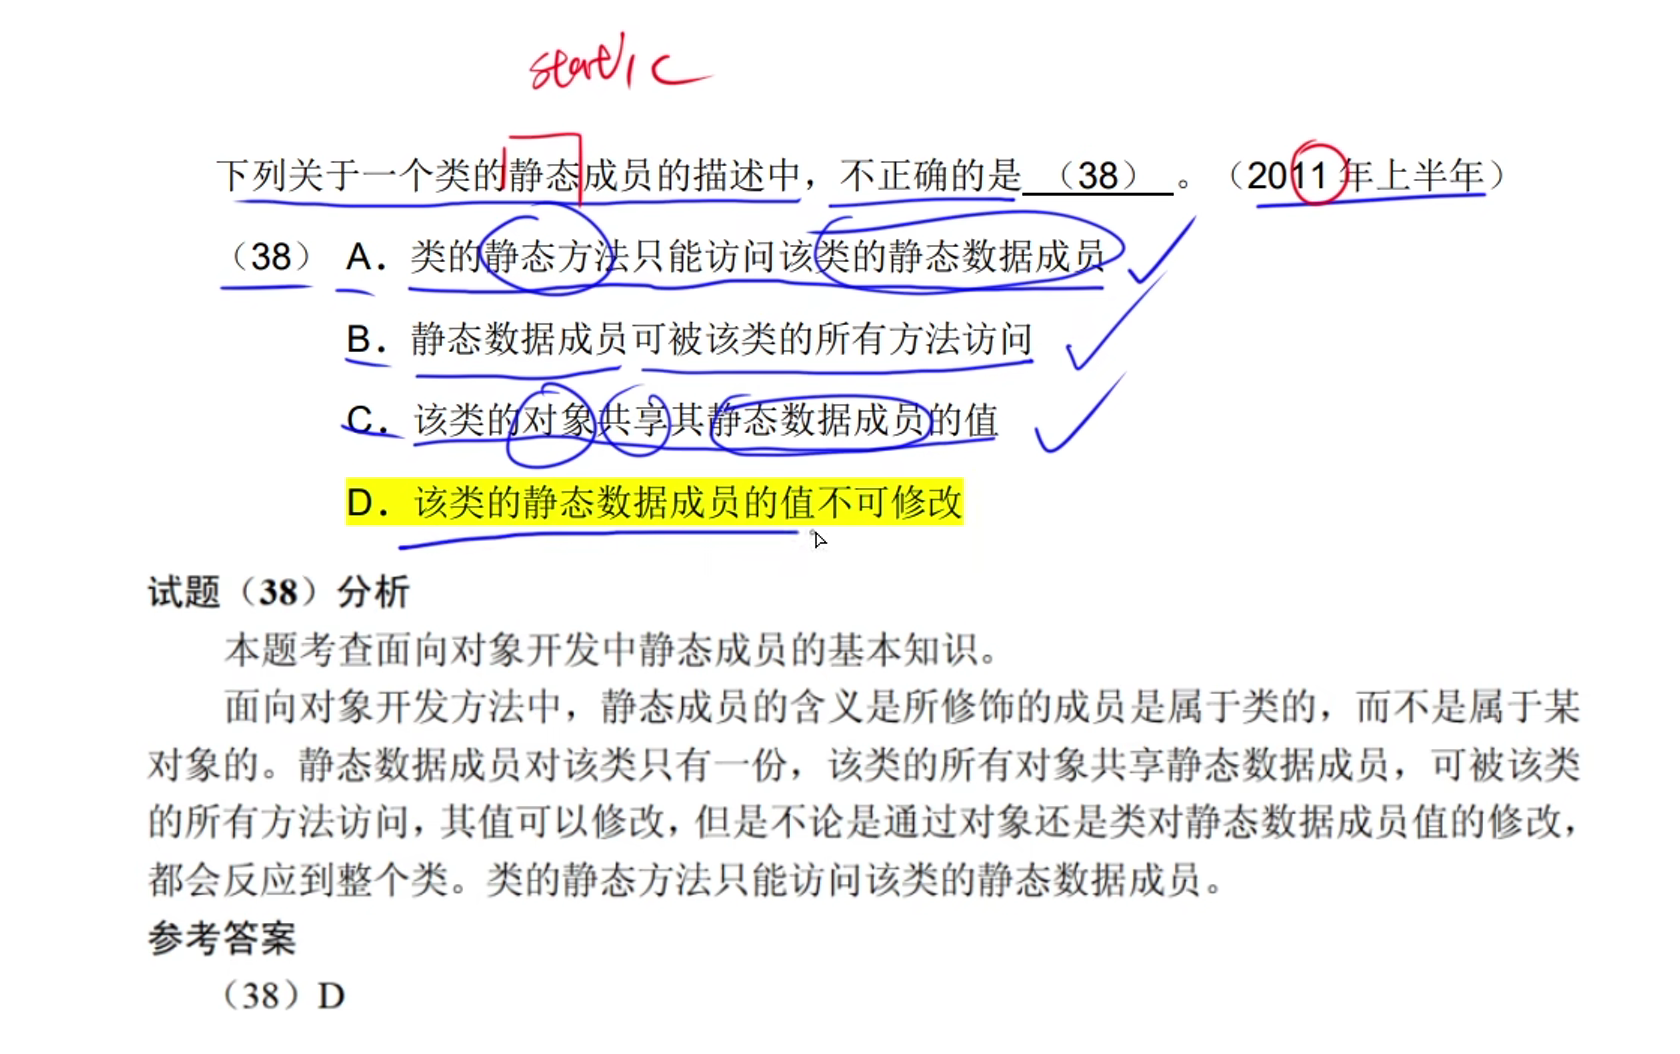 static
下列关于一个类的静态成员的描述中，不正确的是 （38） 。（2011年上半年）
（38） A．类的静态方法只能访问该类的静态数据成员
B．静态数据成员可被该类的所有方法访问
C．该类的对象共享其静态数据成员的值
D．该类的静态数据成员的值不可修改
试题（38）分析
本题考查面向对象开发中静态成员的基本知识。
面向对象开发方法中，静态成员的含义是所修饰的成员是属于类的，而不是属于某
对象的。静态数据成员对该类只有一份，该类的所有对象共享静态数据成员，可被该类
的所有方法访问，其值可以修改，但是不论是通过对象还是类对静态数据成员值的修改，
都会反应到整个类。类的静态方法只能访问该类的静态数据成员。
参考答案
（38）D